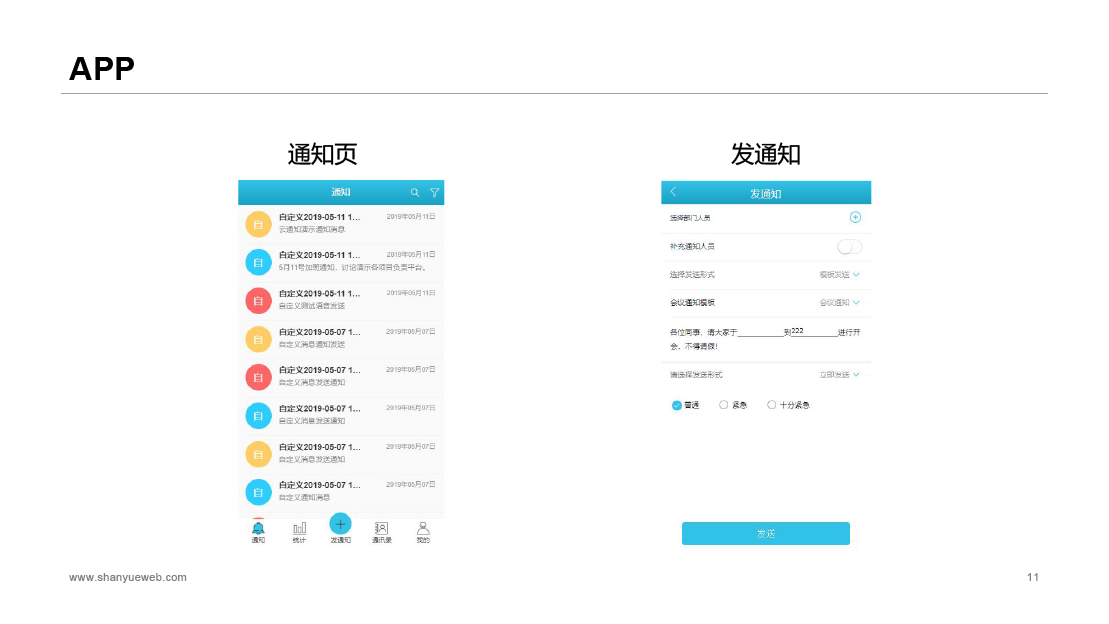 APP
通知页
通知
自
自定义2019-05-11 1...
2019年05月11日
云通知演示通知消息
自
自定义2019-05-11 1...
2019年05月11日
5月11号加班通知，讨论演示各项目负责平台。
自
自定义2019-05-11 1...
2019年05月11日
自定义测试语音发送
自
自定义2019-05-07 1...
2019年05月07日
自定义消息通知发送
自
自定义2019-05-07 1...
2019年05月07日
自定义消息发送通知
自
自定义2019-05-07 1...
2019年05月07日
自定义消息发送通知
自
自定义2019-05-07 1...
2019年05月07日
自定义消息发送通知
自
自定义2019-05-07 1...
2019年05月07日
自定义通知消息
通知 统计 发通知 通讯录 我的
发通知
发通知
选择部门人员
补充通知人员
选择发送形式 模板发送
会议通知模板 会议通知
各位同事，请大家于__________到222________进行开
会，不得请假！
请选择发送形式 立即发送
普通 紧急 十分紧急
发送
www.shanyueweb.com
11